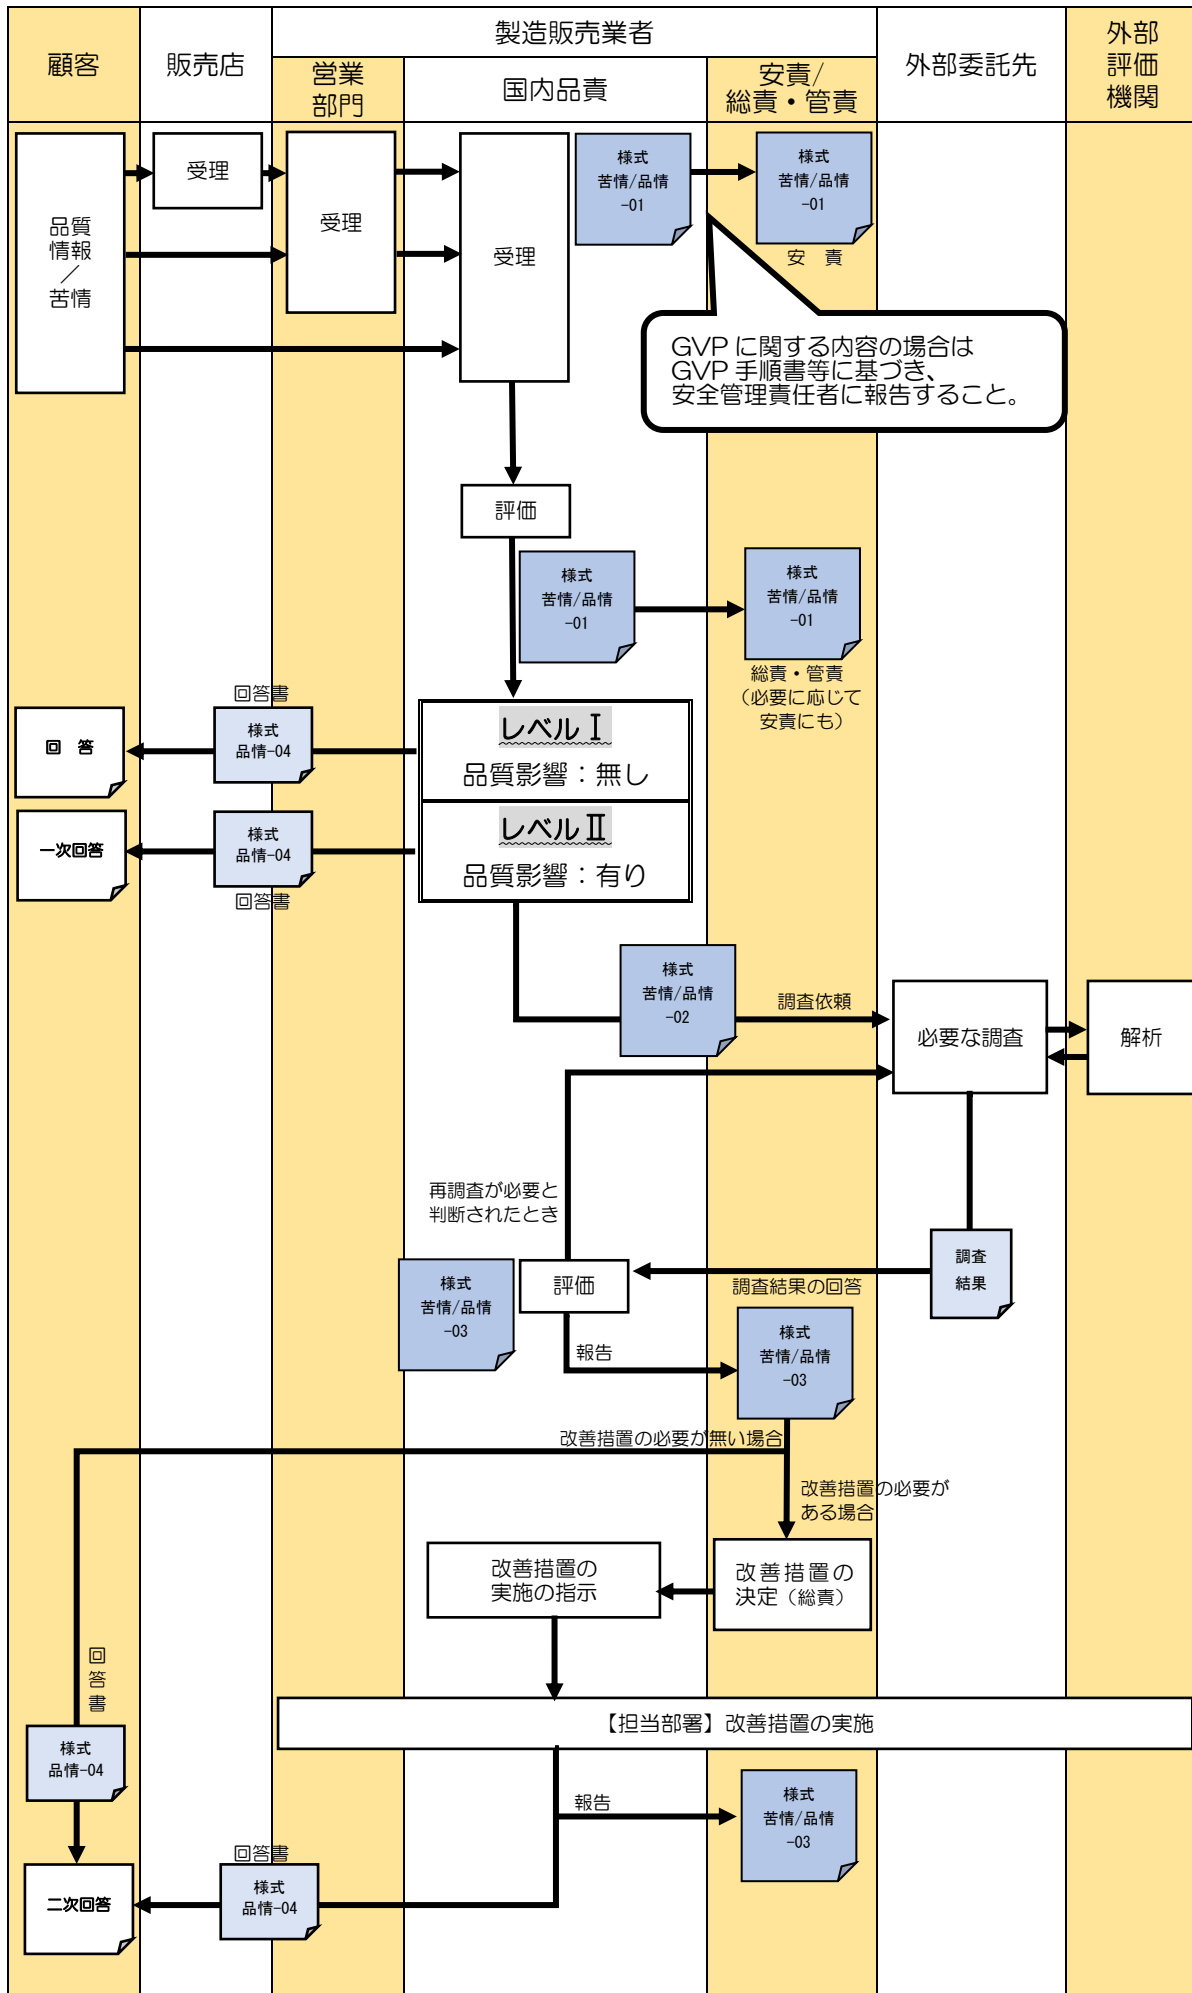 顧客
販売店
製造販売業者
営業
部門
国内品責
安責/
総責・管責
外部委託先
外部
評価
機関
品質
情報
／
苦情
受理
受理
受理
様式
苦情/品情
-01
様式
苦情/品情
-01
安 責
GVP に関する内容の場合は
GVP 手順書等に基づき、
安全管理責任者に報告すること。
評価
様式
苦情/品情
-01
様式
苦情/品情
-01
総責・管責
（必要に応じて
安責にも）
回答書
様式
品情-04
回 答
レベルⅠ
品質影響：無し
一次回答
様式
品情-04
回答書
レベルⅡ
品質影響：有り
様式
苦情/品情
-02
調査依頼
必要な調査
解析
再調査が必要と
判断されたとき
様式
苦情/品情
-03
評価
調査結果の回答
調査
結果
報告
様式
苦情/品情
-03
改善措置の必要が無い場合
改善措置の必要が
ある場合
改善措置の
実施の指示
改善措置の
決定（総責）
回
答
書
様式
品情-04
【担当部署】改善措置の実施
報告
様式
苦情/品情
-03
回答書
様式
品情-04
二次回答